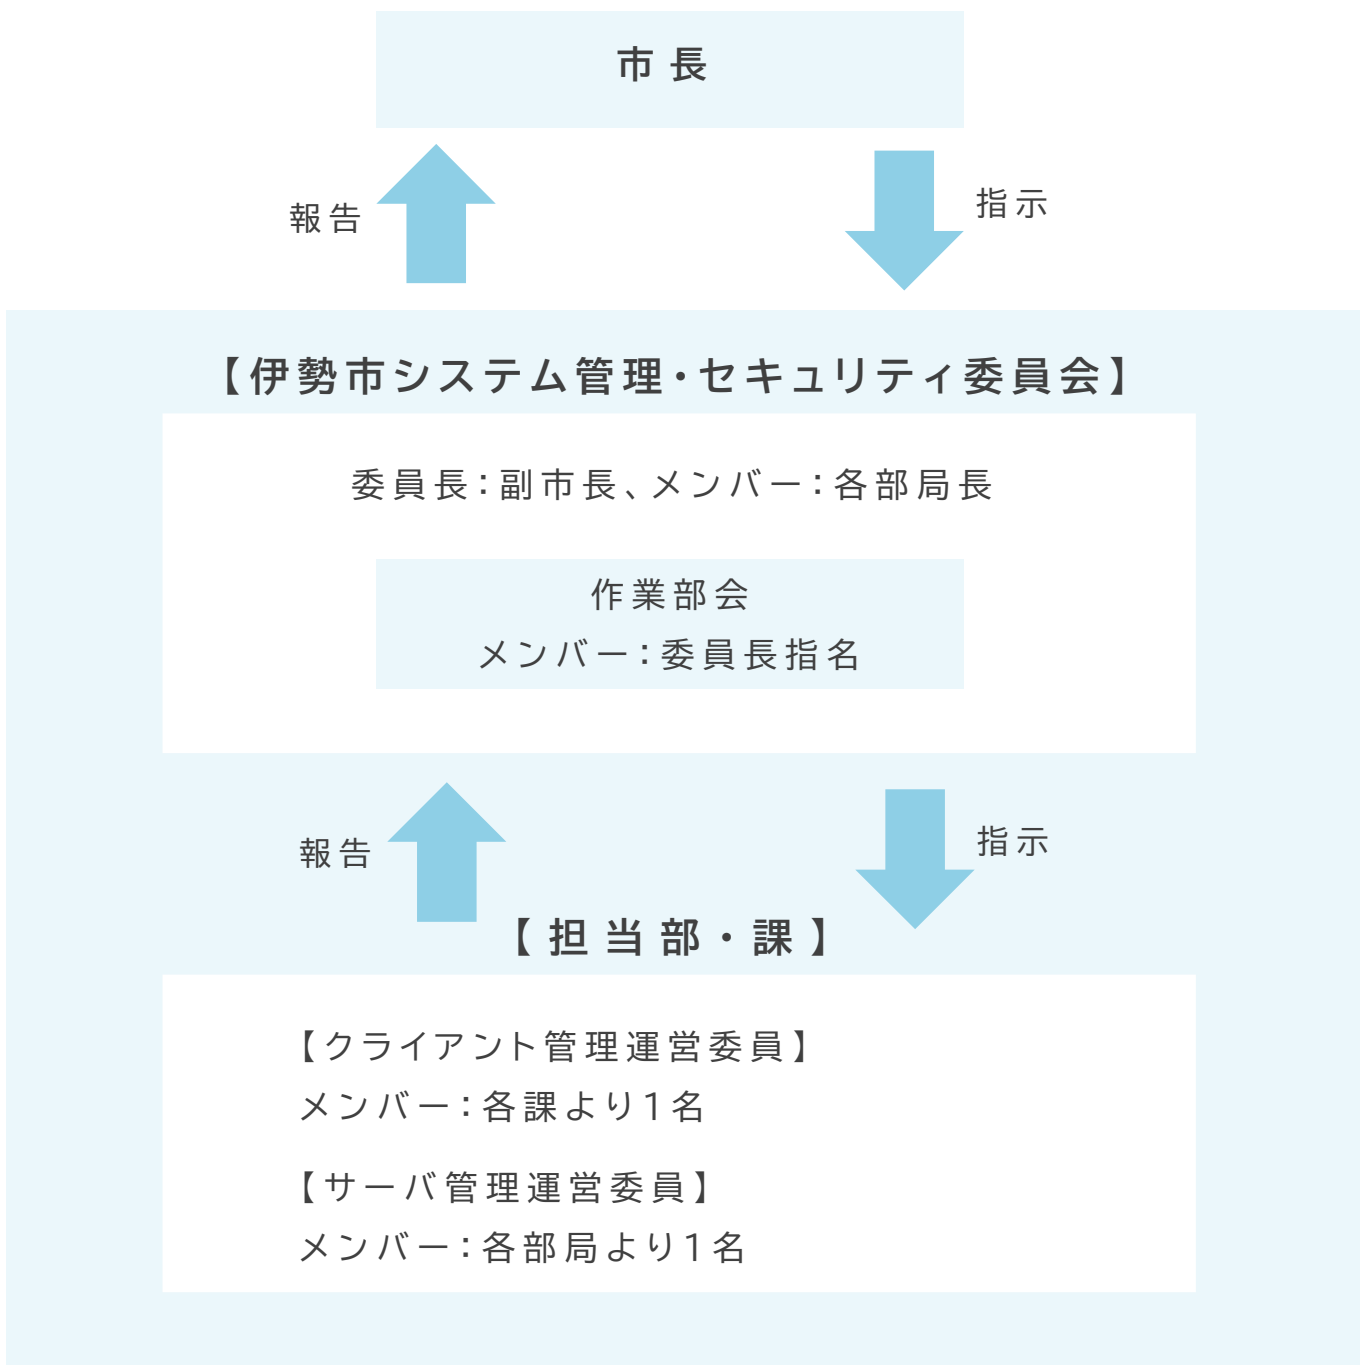 市長
報告
指示
【伊勢市システム管理・セキュリティ委員会】
委員長：副市長、メンバー：各部局長
作業部会
メンバー：委員長指名
報告
指示
【担当部・課】
【クライアント管理運営委員】
メンバー：各課より1名
【サーバ管理運営委員】
メンバー：各部局より1名